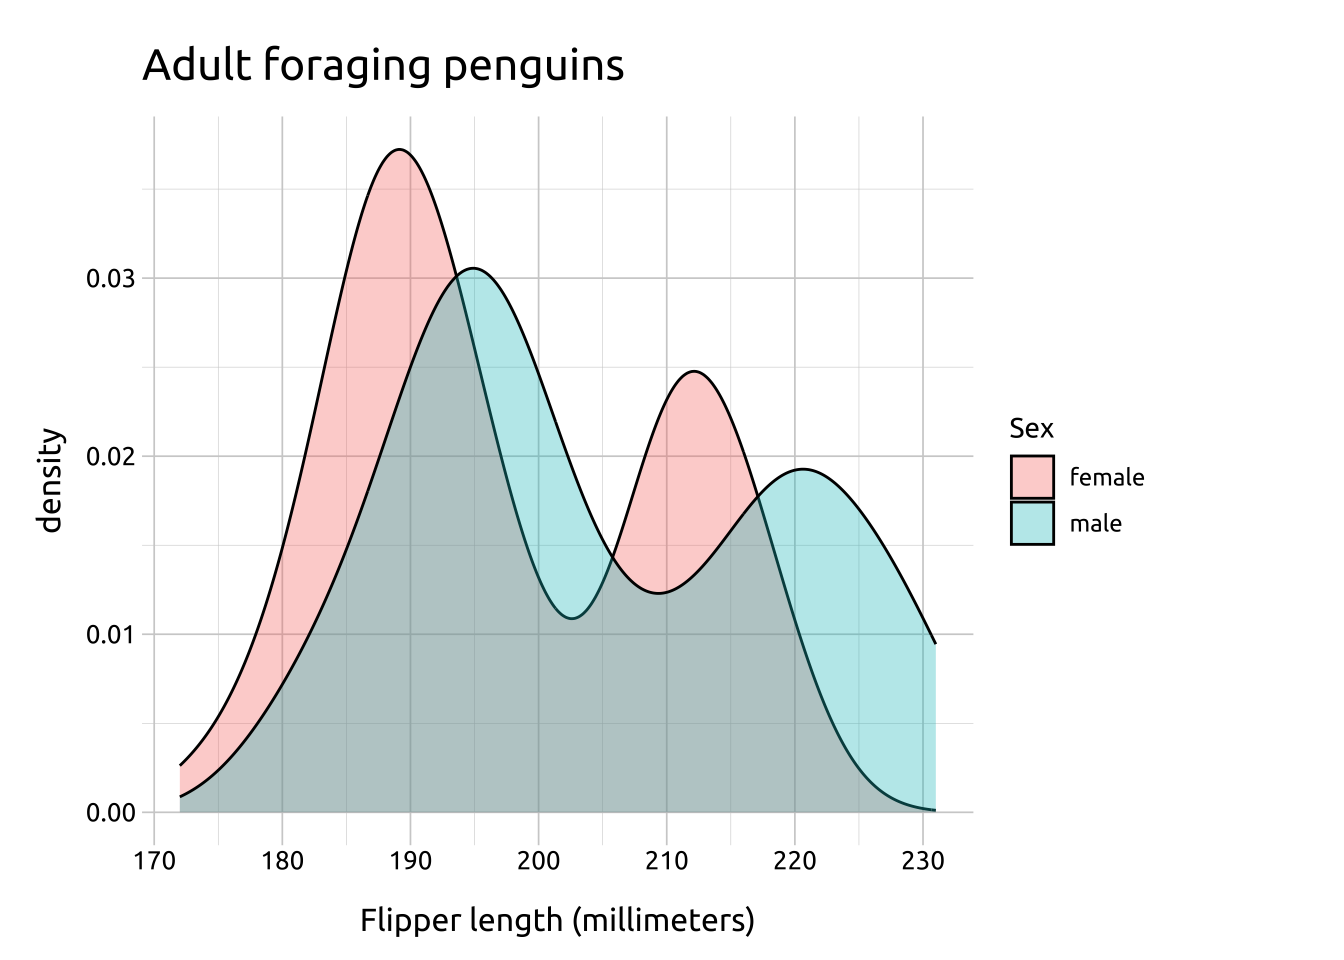 Adult foraging penguins
density
0.03
0.02
0.01
0.00
170 180 190 200 210 220 230
Flipper length (millimeters)
Sex
female
male